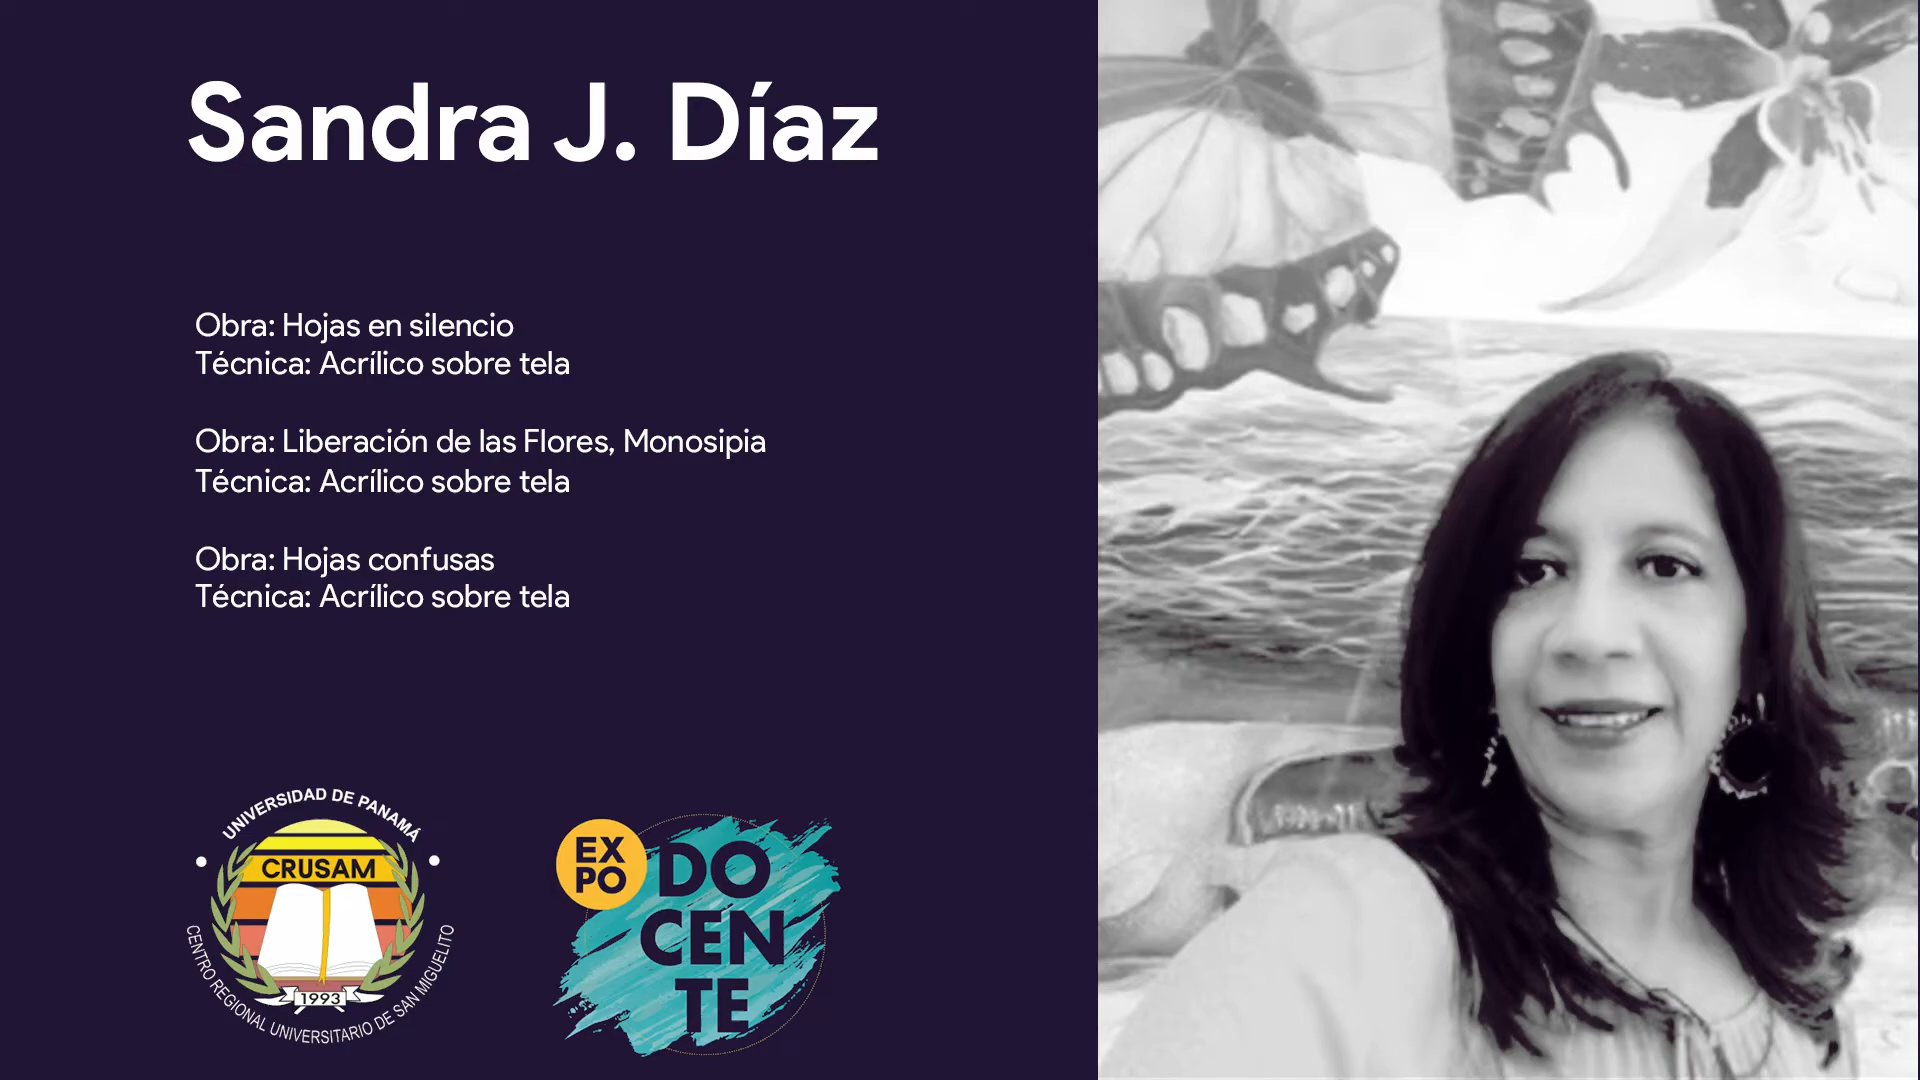 Sandra J. Díaz
Obra: Hojas en silencio
Técnica: Acrílico sobre tela
Obra: Liberación de las Flores, Monosipia
Técnica: Acrílico sobre tela
Obra: Hojas confusas
Técnica: Acrílico sobre tela
UNIVERSIDAD DE PANAMÁ
CRUSAM
1993
CENTRO REGIONAL UNIVERSITARIO DE SAN MIGUELITO
EX
PO
DO
CEN
TE